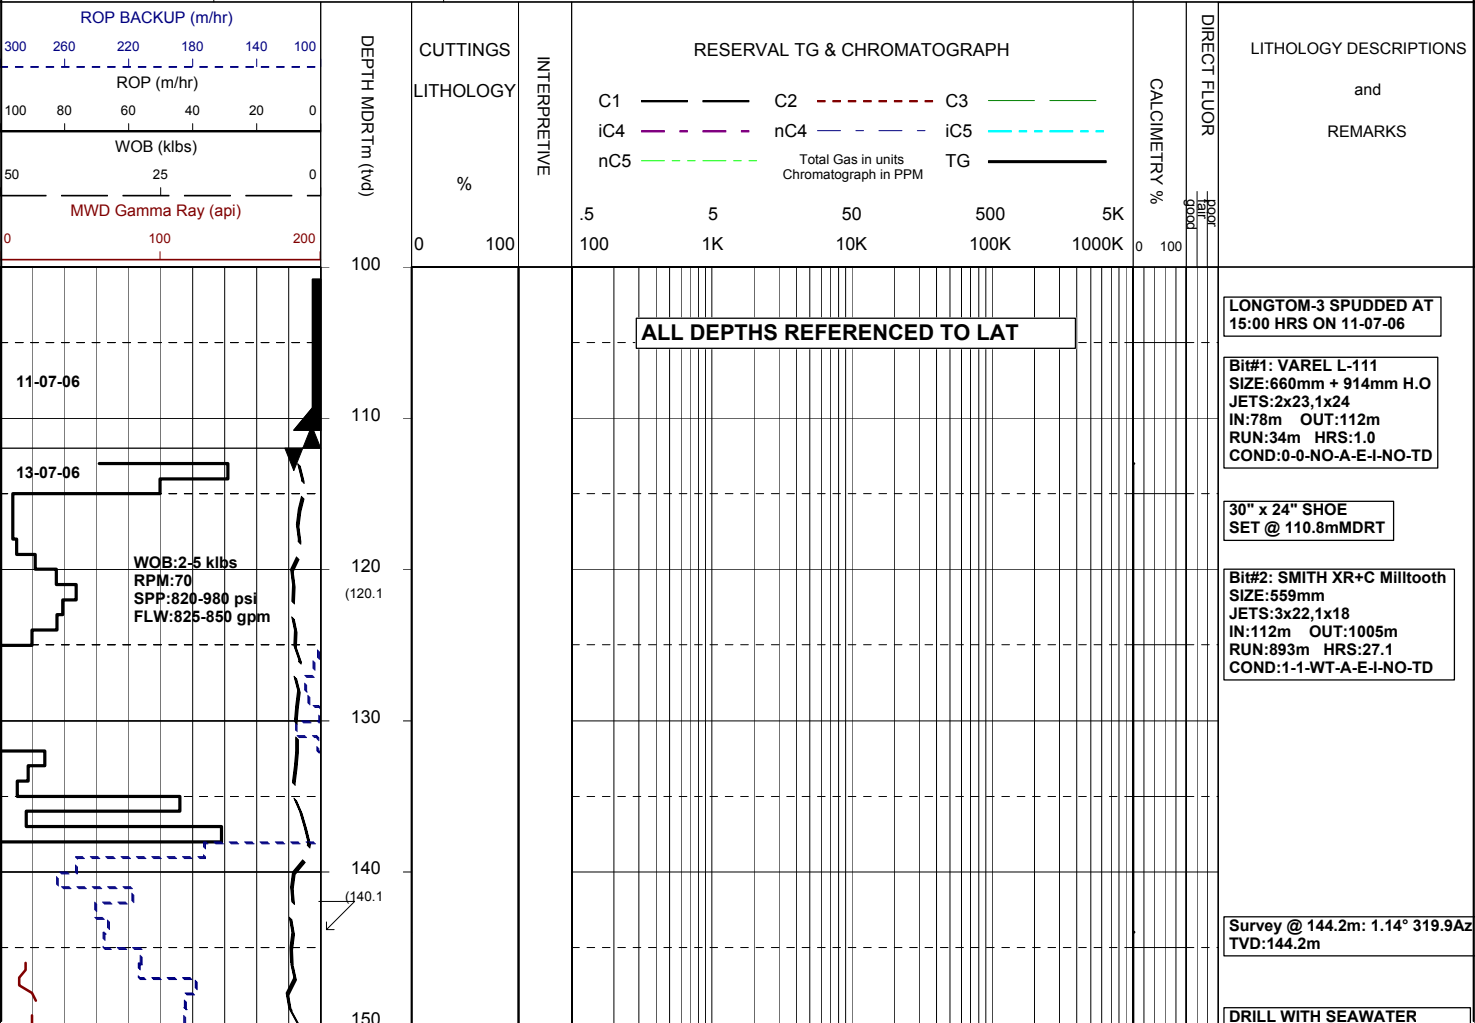 ROP BACKUP (m/hr)
300 260 220 180 140 100
ROP (m/hr)
100 80 60 40 20 0
WOB (klbs)
50 25 0
MWD Gamma Ray (api)
0 100 200
DEPTH MDRTm (tvd)
CUTTINGS
LITHOLOGY
%
0 100
INTERPRETIVE
RESERVAL TG & CHROMATOGRAPH
C1 C2 C3
iC4 nC4 iC5
nC5 Total Gas in units TG
Chromatograph in PPM
.5 5 50 500 5K
100 1K 10K 100K 1000K
CALCIMETRY %
0 100
DIRECT FLUOR
poor
fair
good
LITHOLOGY DESCRIPTIONS
and
REMARKS
100
110
120
(120.1
130
140
(140.1
150
11-07-06
13-07-06
WOB:2-5 klbs
RPM:70
SPP:820-980 psi
FLW:825-850 gpm
ALL DEPTHS REFERENCED TO LAT
LONGTOM-3 SPUDDED AT
15:00 HRS ON 11-07-06
Bit#1: VAREL L-111
SIZE:660mm + 914mm H.O
JETS:2x23,1x24
IN:78m OUT:112m
RUN:34m HRS:1.0
COND:0-0-NO-A-E-I-NO-TD
30" x 24" SHOE
SET @ 110.8mMDRT
Bit#2: SMITH XR+C Milltooth
SIZE:559mm
JETS:3x22,1x18
IN:112m OUT:1005m
RUN:893m HRS:27.1
COND:1-1-WT-A-E-I-NO-TD
Survey @ 144.2m: 1.14° 319.9Az
TVD:144.2m
DRILL WITH SEAWATER